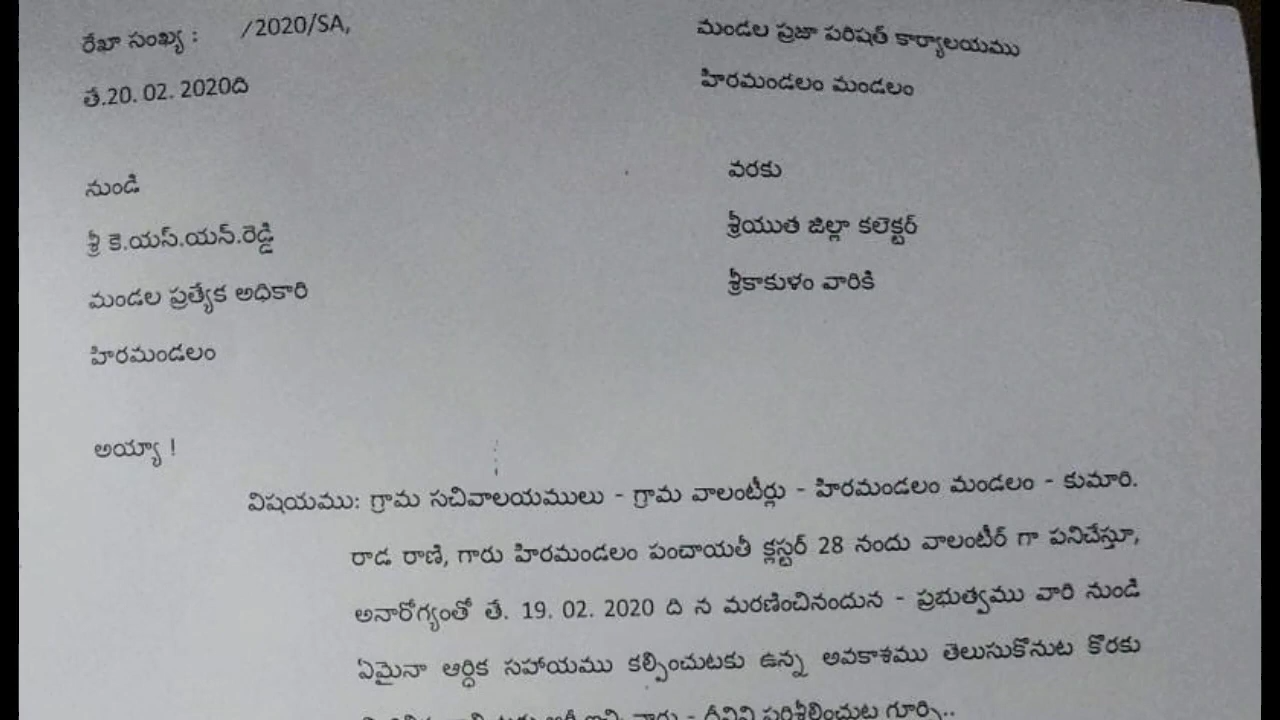 రేఖా సంఖ్య : /2020/SA,
తే.20. 02. 2020ది
మండల ప్రజా పరిషత్ కార్యాలయము
హిరమండలం మండలం
నుండి
శ్రీ కె.యస్.యన్.రెడ్డి
మండల ప్రత్యేక అధికారి
హిరమండలం
వరకు
శ్రీయుత జిల్లా కలెక్టర్
శ్రీకాకుళం వారికి
అయ్యా !
విషయము: గ్రామ సచివాలయములు - గ్రామ వాలంటీర్లు - హిరమండలం మండలం - కుమారి.
రాడ రాణి, గారు హిరమండలం పంచాయతీ క్లస్టర్ 28 నందు వాలంటీర్ గా పనిచేస్తూ,
అనారోగ్యంతో తే. 19. 02. 2020 ది న మరణించినందున - ప్రభుత్వము వారి నుండి
ఏమైనా ఆర్ధిక సహాయము కల్పించుటకు ఉన్న అవకాశము తెలుసుకొనుట కొరకు
- దీనిని పరిశీలించుట గూర్చి..